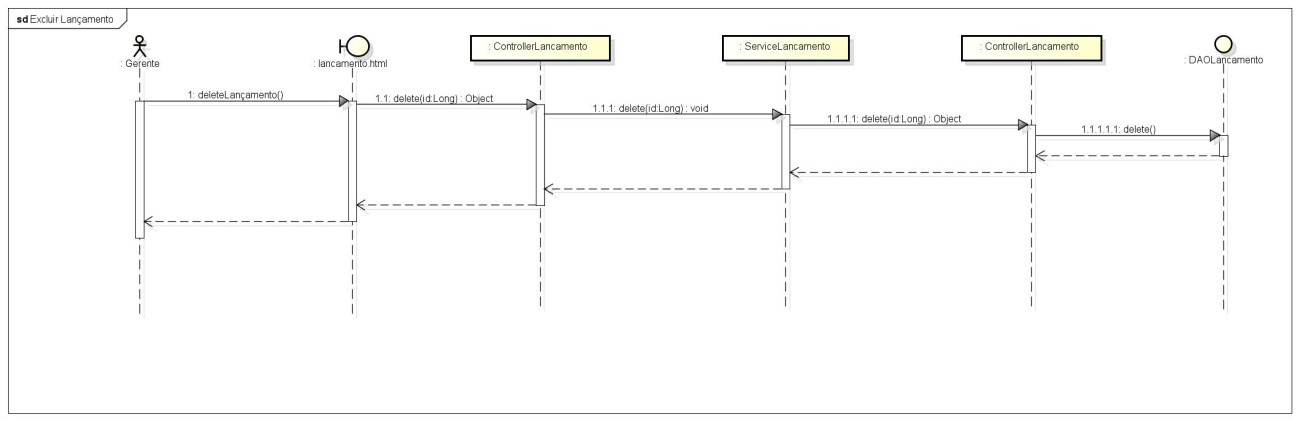 sd Excluir Lançamento
: Gerente
: lancamento.html
: ControllerLancamento
: ServiceLancamento
: ControllerLancamento
: DAOLancamento
1: deleteLançamento()
1.1: delete(id:Long) : Object
1.1.1: delete(id:Long) : void
1.1.1.1: delete(id:Long) : Object
1.1.1.1.1: delete()